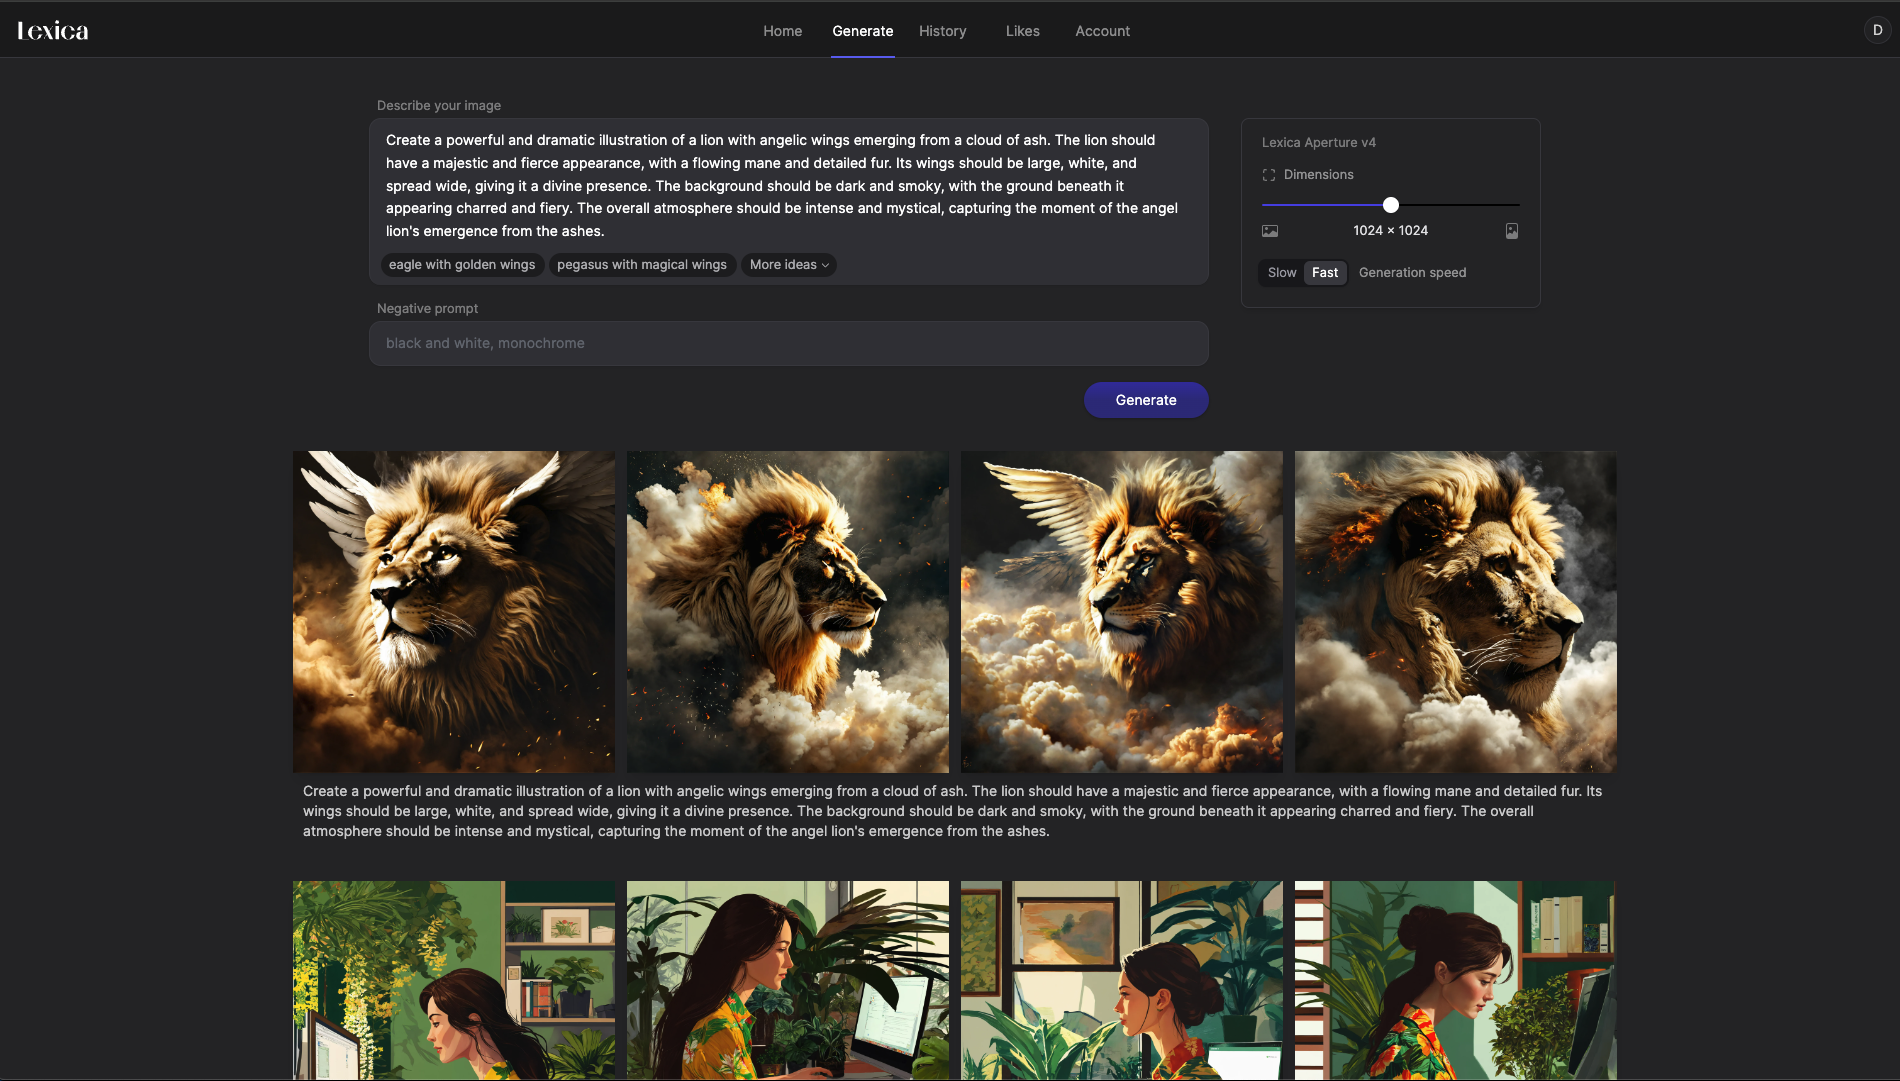 Lexica
Home Generate History Likes Account
D
Describe your image
Create a powerful and dramatic illustration of a lion with angelic wings emerging from a cloud of ash. The lion should
have a majestic and fierce appearance, with a flowing mane and detailed fur. Its wings should be large, white, and
spread wide, giving it a divine presence. The background should be dark and smoky, with the ground beneath it
appearing charred and fiery. The overall atmosphere should be intense and mystical, capturing the moment of the angel
lion's emergence from the ashes.
eagle with golden wings pegasus with magical wings More ideas
Negative prompt
black and white, monochrome
Generate
Lexica Aperture v4
Dimensions
1024 × 1024
Slow Fast Generation speed
Create a powerful and dramatic illustration of a lion with angelic wings emerging from a cloud of ash. The lion should have a majestic and fierce appearance, with a flowing mane and detailed fur. Its
wings should be large, white, and spread wide, giving it a divine presence. The background should be dark and smoky, with the ground beneath it appearing charred and fiery. The overall
atmosphere should be intense and mystical, capturing the moment of the angel lion's emergence from the ashes.